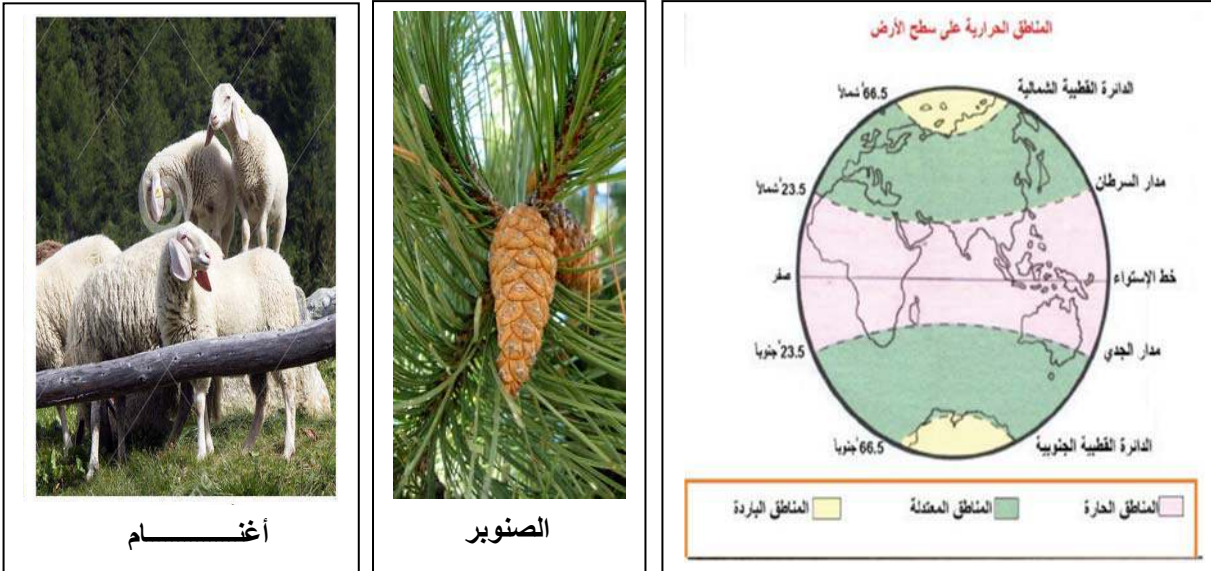 المناطق الحرارية على سطح الأرض
الدائرة القطبية الشمالية
66.5° شمالاً
مدار السرطان
23.5° شمالاً
خط الإستواء
صفر
مدار الجدي
23.5° جنوباً
الدائرة القطبية الجنوبية
66.5° جنوباً
المناطق الحارة
المناطق المعتدلة
المناطق الباردة
الصنوبر
أغنـــــــــام